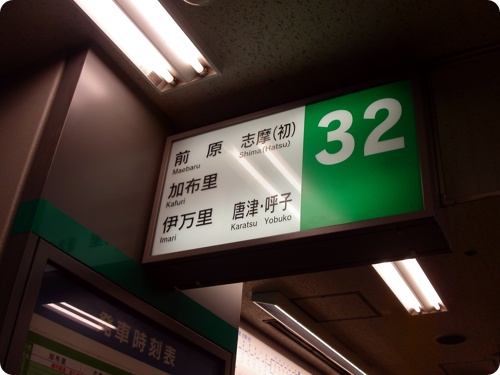 前原 志摩(初)
Maebaru Shima(Hatsu)
加布里
Kafuri
伊万里 唐津・呼子
Imari Karatsu Yobuko
32
発車時刻表